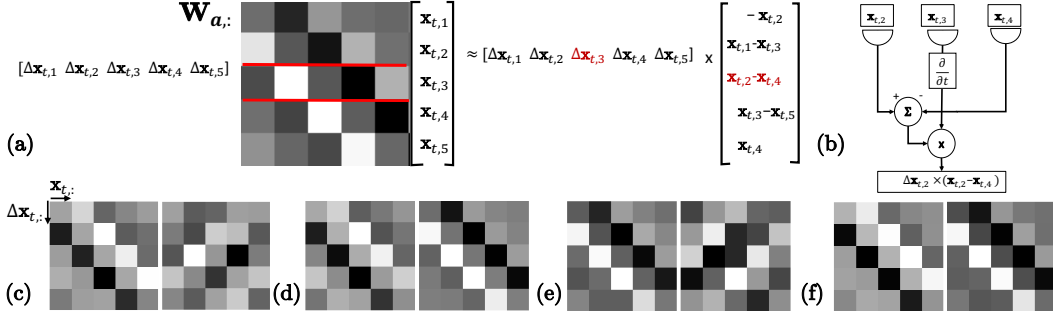 W_{a,:}
[Δx_{t,1} Δx_{t,2} Δx_{t,3} Δx_{t,4} Δx_{t,5}]
x_{t,1}
x_{t,2}
x_{t,3}
x_{t,4}
x_{t,5}
≈ [Δx_{t,1} Δx_{t,2} Δx_{t,3} Δx_{t,4} Δx_{t,5}] x
−x_{t,2}
x_{t,1}-x_{t,3}
x_{t,2}-x_{t,4}
x_{t,3}−x_{t,5}
x_{t,4}
(a)
x_{t,2} x_{t,3} x_{t,4}
∂/∂t
+ -
Σ
x
Δx_{t,2} ×(x_{t,2}−x_{t,4})
(b)
x_{t,:}
Δx_{t,:}
(c)
(d)
(e)
(f)